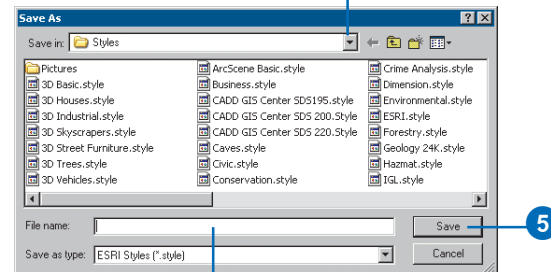 Save As
Save in: Styles
Pictures
3D Basic.style
3D Houses.style
3D Industrial.style
3D Skyscrapers.style
3D Street Furniture.style
3D Trees.style
3D Vehicles.style
ArcScene Basic.style
Business.style
CADD GIS Center SDS195.style
CADD GIS Center SDS 200.Style
CADD GIS Center SDS 220.Style
Caves.style
Civic.style
Conservation.style
Crime Analysis.style
Dimension.style
Environmental.style
ESRI.style
Forestry.style
Geology 24K.style
Hazmat.style
IGL.style
File name:
Save
5
Save as type: ESRI Styles (*.style)
Cancel